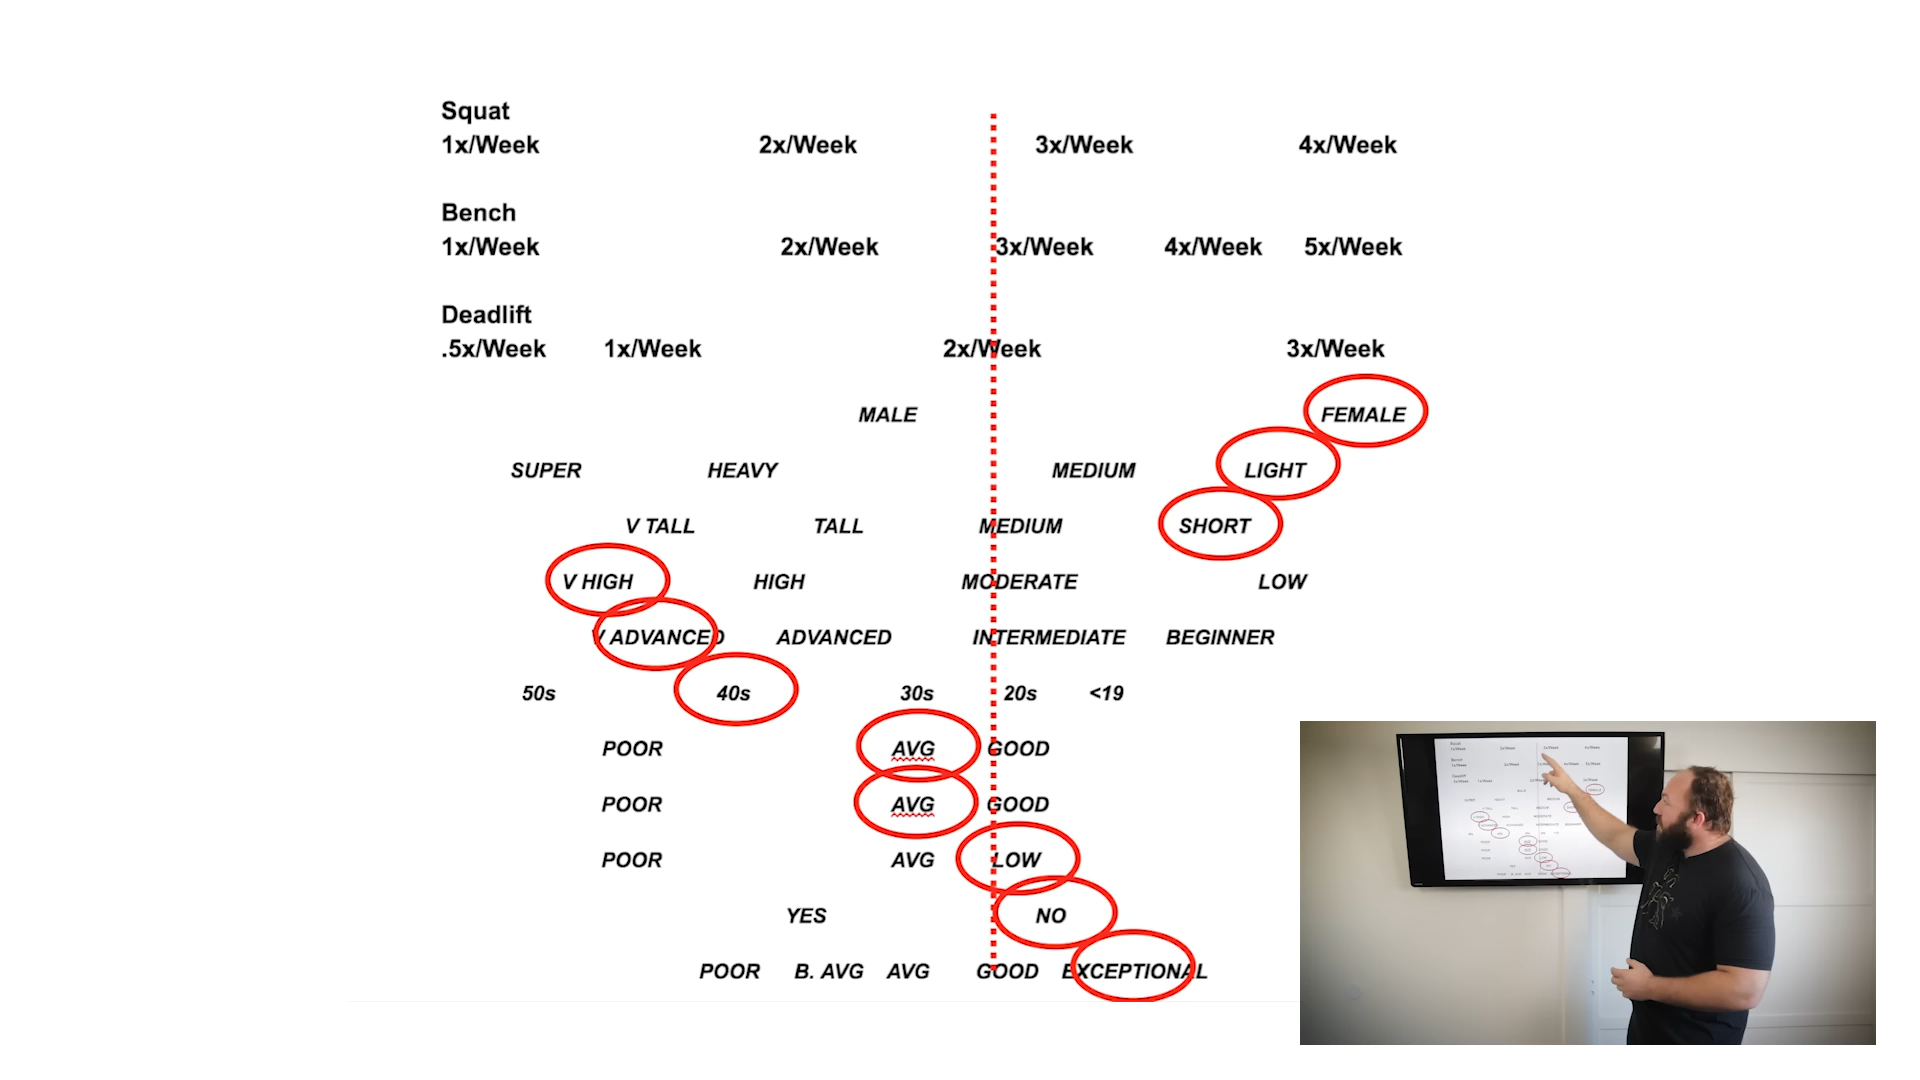 Squat
1x/Week 2x/Week 3x/Week 4x/Week
Bench
1x/Week 2x/Week 3x/Week 4x/Week 5x/Week
Deadlift
.5x/Week 1x/Week 2x/Week 3x/Week
MALE FEMALE
SUPER HEAVY MEDIUM LIGHT
V TALL TALL MEDIUM SHORT
V HIGH HIGH MODERATE LOW
V ADVANCED ADVANCED INTERMEDIATE BEGINNER
50s 40s 30s 20s <19
POOR AVG GOOD
POOR AVG GOOD
POOR AVG LOW
YES NO
POOR B. AVG AVG GOOD EXCEPTIONAL